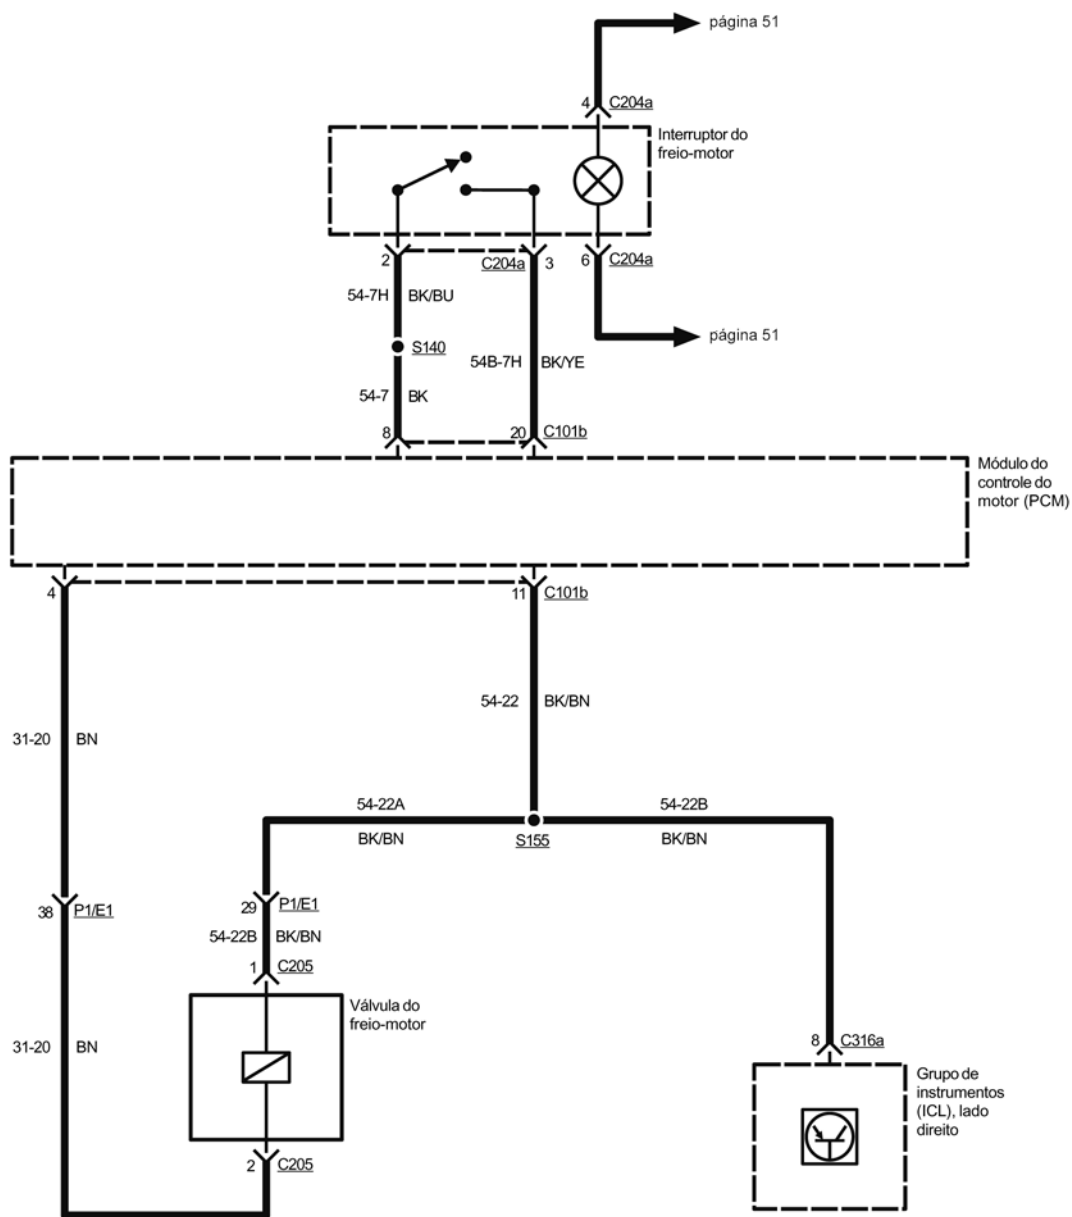 página 51
4 C204a
Interruptor do
freio-motor
2 C204a 3 6 C204a
54-7H BK/BU
página 51
S140
54B-7H BK/YE
54-7 BK
8 20 C101b
Módulo do
controle do
motor (PCM)
4 11 C101b
54-22 BK/BN
31-20 BN
54-22A 54-22B
BK/BN S155 BK/BN
38 P1/E1 29 P1/E1
54-22B BK/BN
1 C205
Válvula do
freio-motor
31-20 BN
8 C316a
Grupo de
instrumentos
(ICL), lado
direito
2 C205